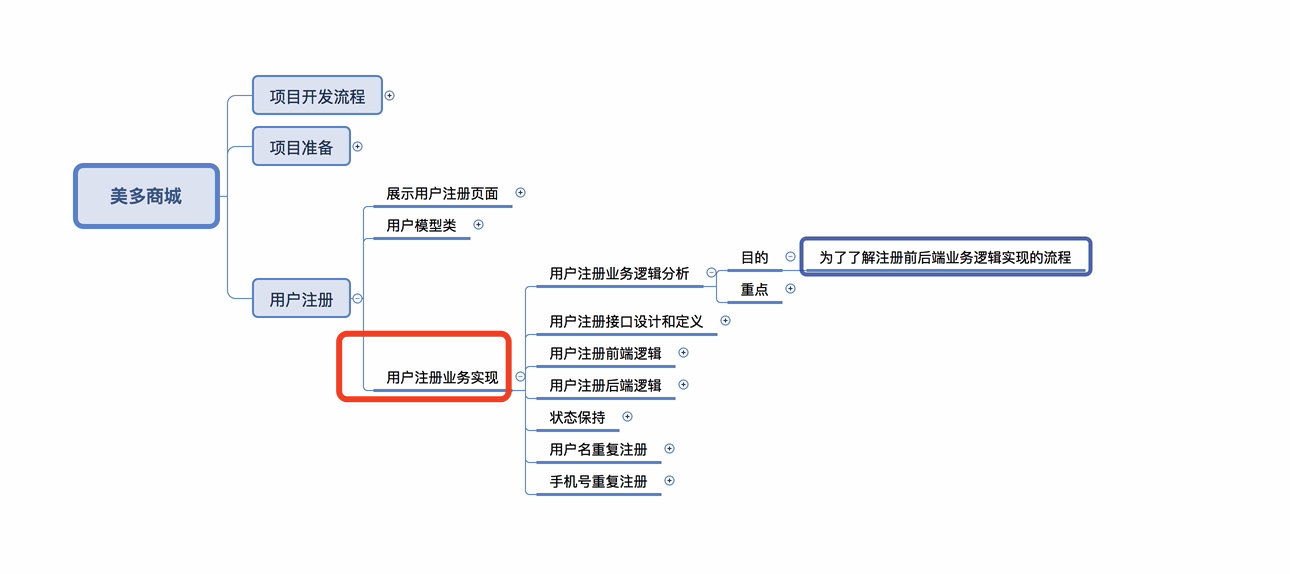 美多商城
项目开发流程
项目准备
用户注册
展示用户注册页面
用户模型类
用户注册业务实现
用户注册业务逻辑分析
目的
为了了解注册前后端业务逻辑实现的流程
重点
用户注册接口设计和定义
用户注册前端逻辑
用户注册后端逻辑
状态保持
用户名重复注册
手机号重复注册